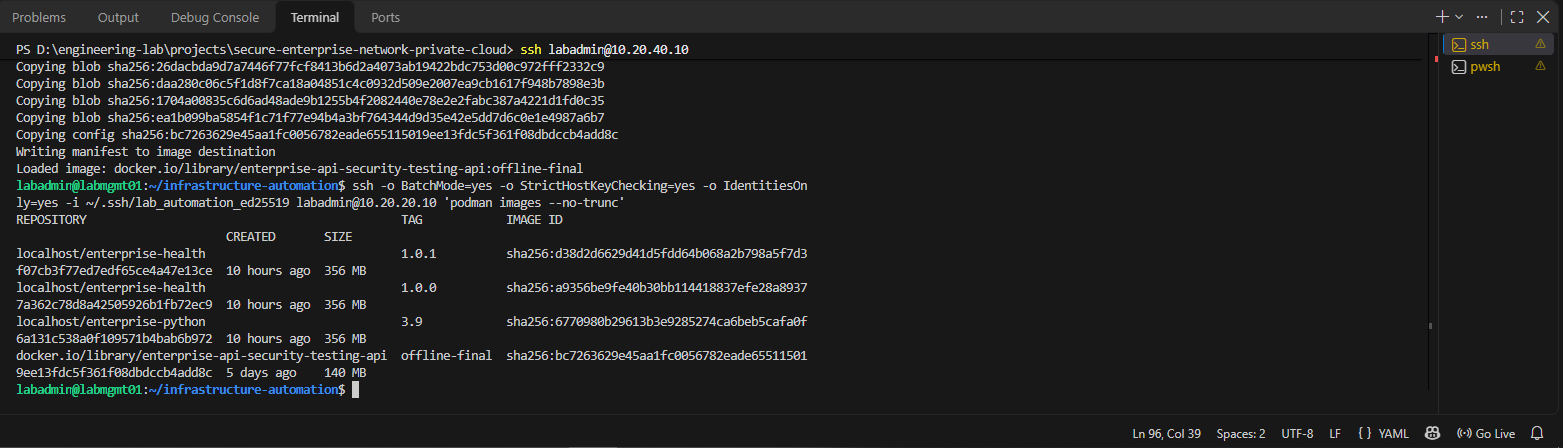 Problems Output Debug Console Terminal Ports
PS D:\engineering-lab\projects\secure-enterprise-network-private-cloud> ssh labadmin@10.20.40.10
Copying blob sha256:26dacbda9d7a7446f77fcf8413b6d2a4073ab19422bdc753d00c972fff2332c9
Copying blob sha256:daa280c06c5f1d8f7ca18a04851c4c0932d509e2007ea9cb1617f948b7898e3b
Copying blob sha256:1704a00835c6d6ad48ade9b1255b4f2082440e78e2e2fabc387a4221d1fd0c35
Copying blob sha256:ea1b099ba5854f1c71f77e94b4a3bf764344d9d35e42e5dd7d6c0e1e4987a6b7
Copying config sha256:bc7263629e45aa1fc0056782eade655115019ee13fdc5f361f08dbdccb4add8c
Writing manifest to image destination
Loaded image: docker.io/library/enterprise-api-security-testing-api:offline-final
labadmin@labmgmt01:~/infrastructure-automation$ ssh -o BatchMode=yes -o StrictHostKeyChecking=yes -o IdentitiesOn
ly=yes -i ~/.ssh/lab_automation_ed25519 labadmin@10.20.20.10 'podman images --no-trunc'
REPOSITORY TAG IMAGE ID
CREATED SIZE
localhost/enterprise-health 1.0.1 sha256:d38d2d6629d41d5fdd64b068a2b798a5f7d3
f07cb3f77ed7edf65ce4a47e13ce 10 hours ago 356 MB
localhost/enterprise-health 1.0.0 sha256:a9356be9fe40b30bb114418837efe28a8937
7a362c78d8a42505926b1fb72ec9 10 hours ago 356 MB
localhost/enterprise-python 3.9 sha256:6770980b29613b3e9285274ca6beb5cafa0f
6a131c538a0f109571b4bab6b972 10 hours ago 356 MB
docker.io/library/enterprise-api-security-testing-api offline-final sha256:bc7263629e45aa1fc0056782eade65511501
9ee13fdc5f361f08dbdccb4add8c 5 days ago 140 MB
labadmin@labmgmt01:~/infrastructure-automation$
ssh
pwsh
Ln 96, Col 39 Spaces: 2 UTF-8 LF { } YAML Go Live